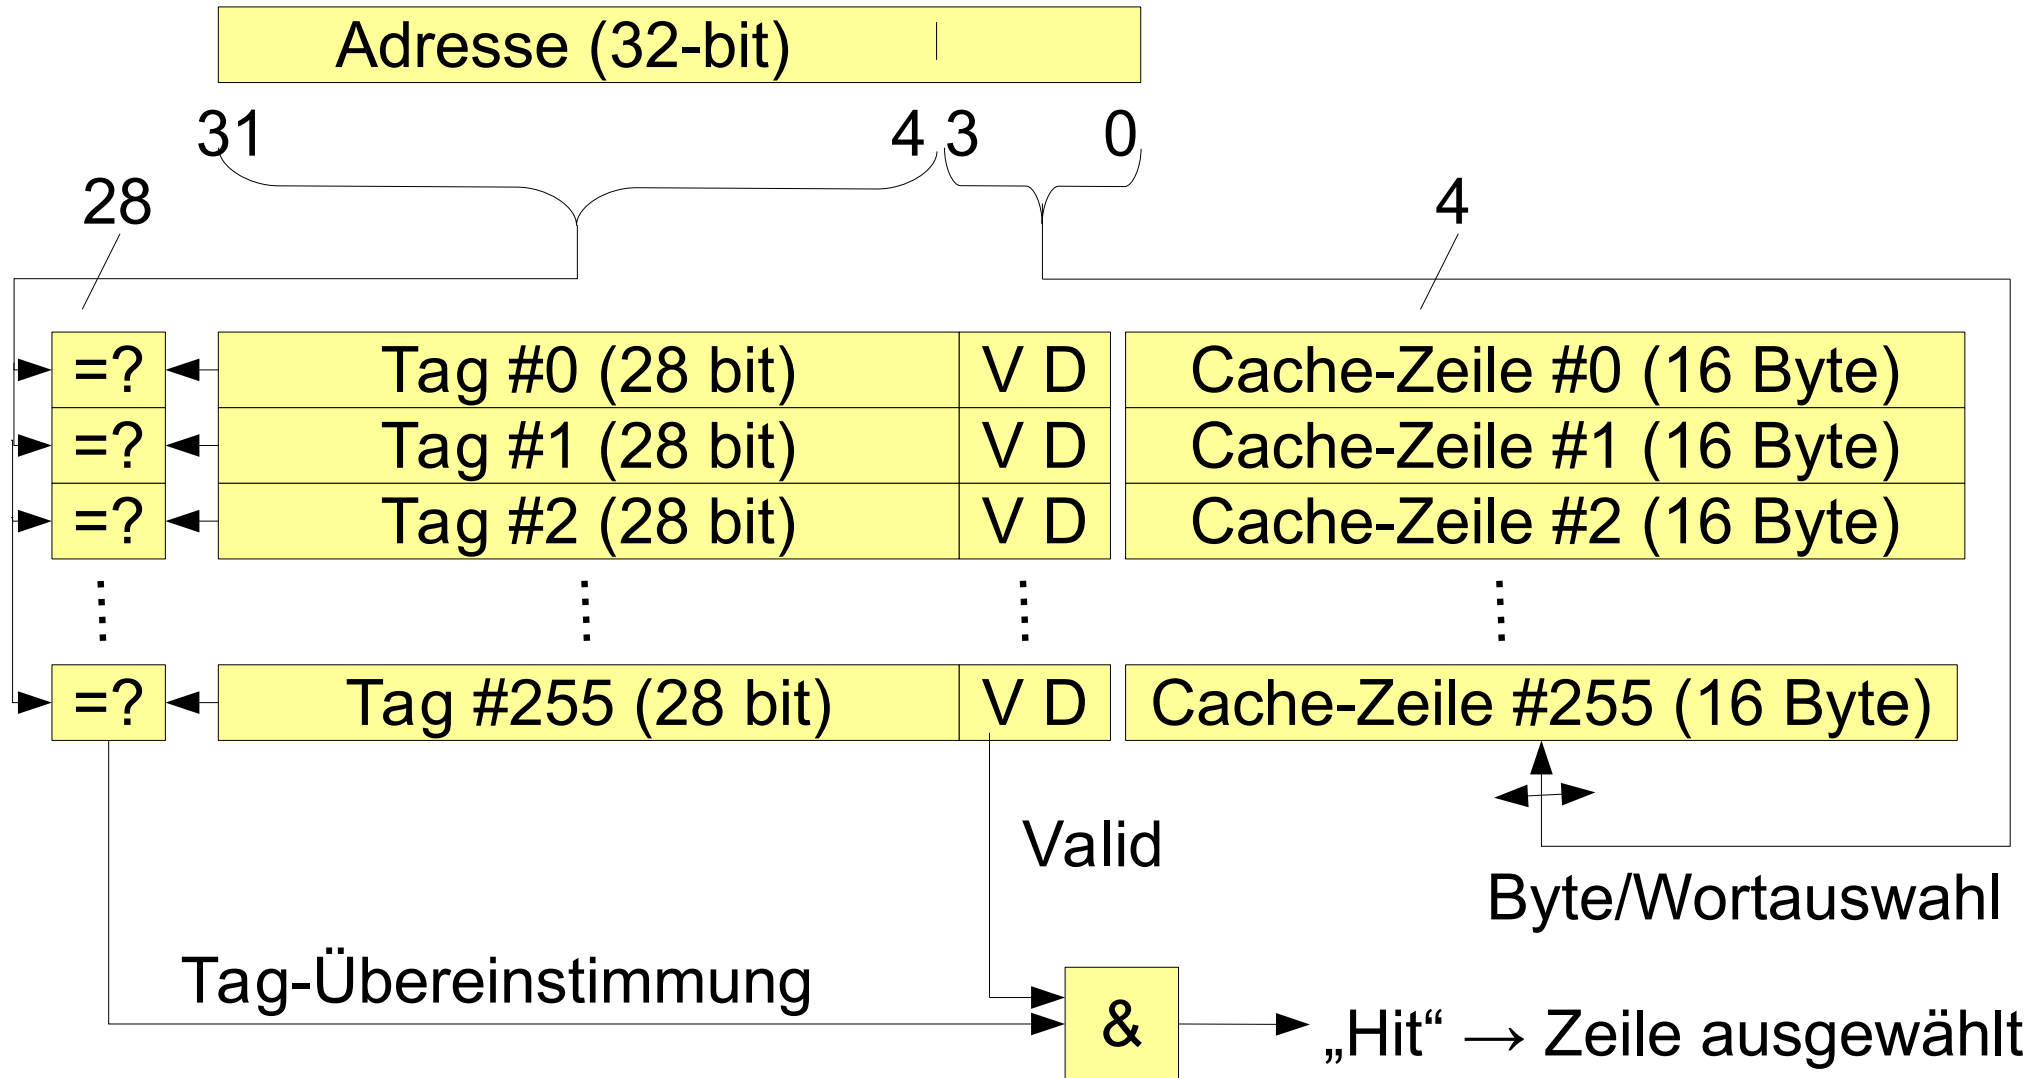 Adresse (32-bit)
31 4 3 0
28 4
=? Tag #0 (28 bit) V D Cache-Zeile #0 (16 Byte)
=? Tag #1 (28 bit) V D Cache-Zeile #1 (16 Byte)
=? Tag #2 (28 bit) V D Cache-Zeile #2 (16 Byte)
=? Tag #255 (28 bit) V D Cache-Zeile #255 (16 Byte)
Valid
Byte/Wortauswahl
Tag-Übereinstimmung
& „Hit“ → Zeile ausgewählt